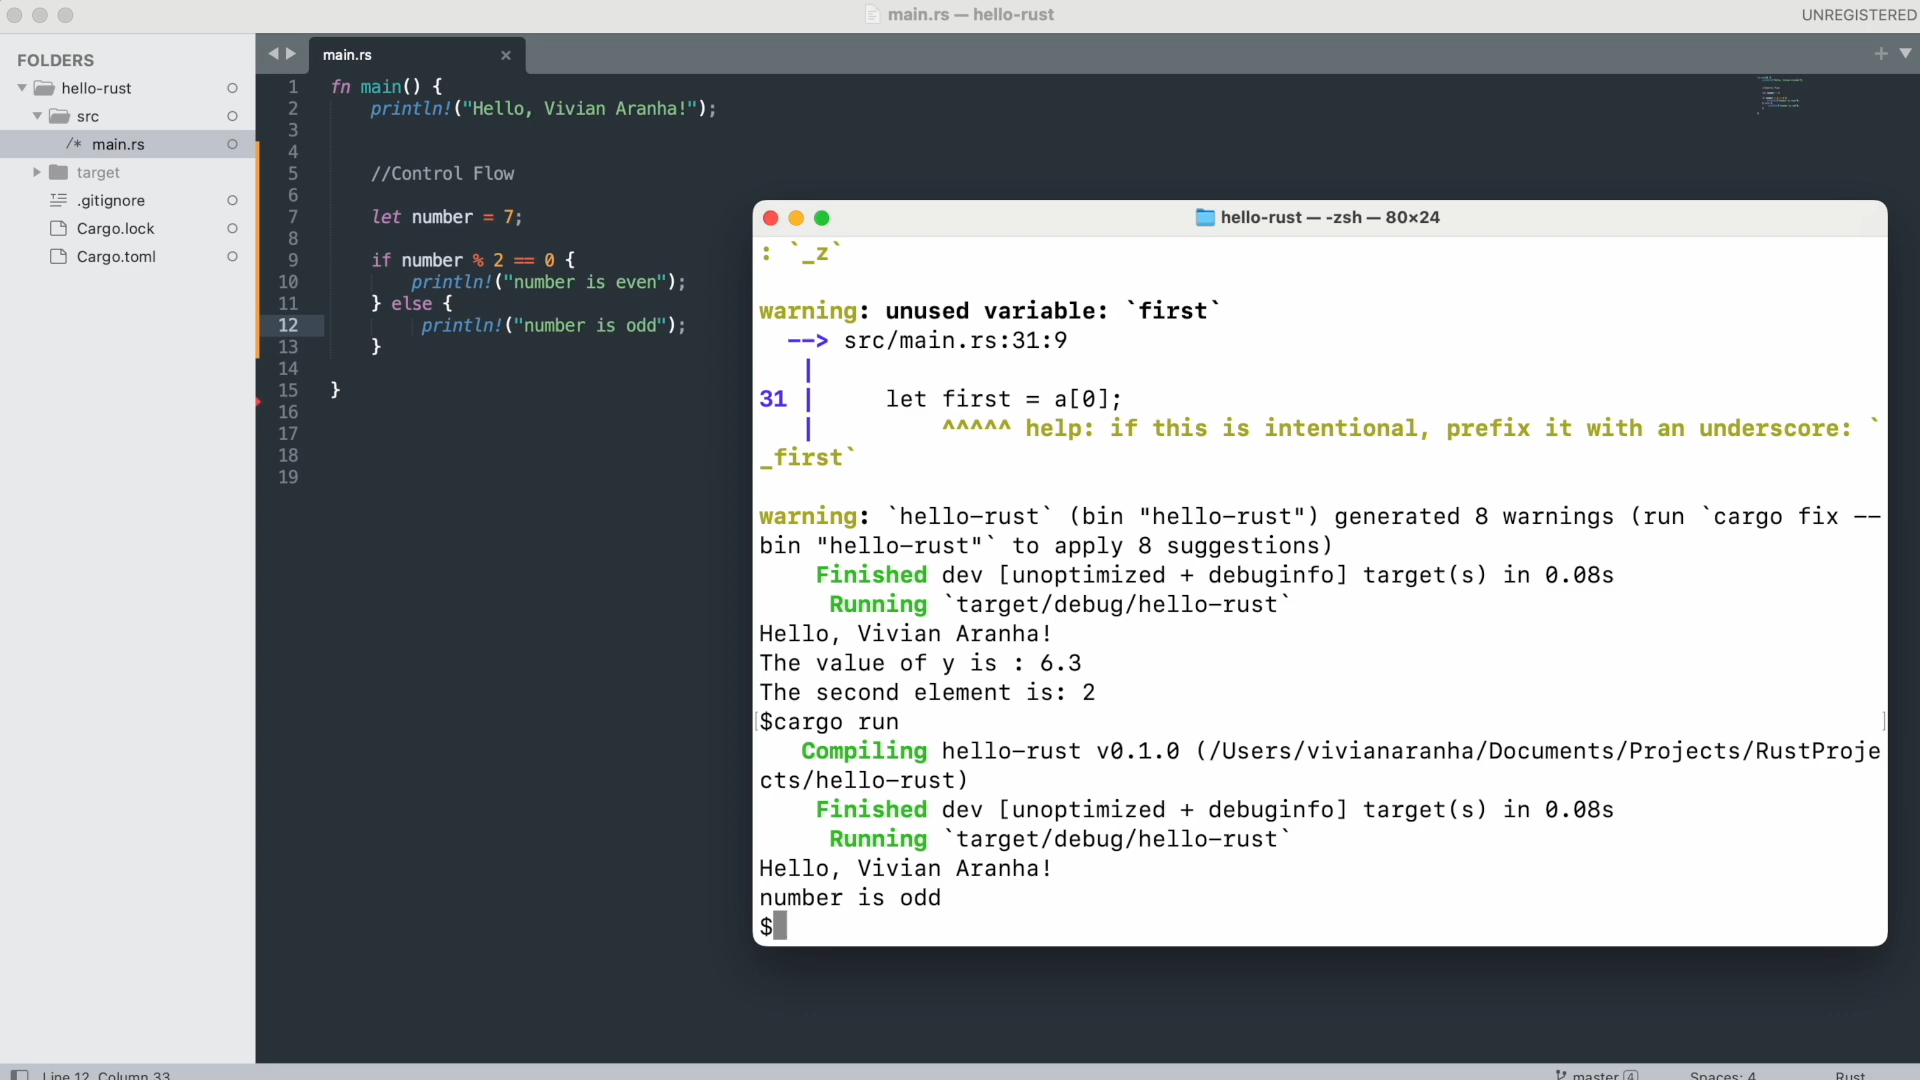 main.rs — hello-rust
UNREGISTERED
FOLDERS
hello-rust
src
/* main.rs
target
.gitignore
Cargo.lock
Cargo.toml
main.rs
1 fn main() {
2 println!("Hello, Vivian Aranha!");
3
4
5 //Control Flow
6
7 let number = 7;
8
9 if number % 2 == 0 {
10 println!("number is even");
11 } else {
12 println!("number is odd");
13 }
14
15 }
16
17
18
19
hello-rust — -zsh — 80×24
: `_z`
warning: unused variable: `first`
--> src/main.rs:31:9
|
31 | let first = a[0];
| ^^^^^ help: if this is intentional, prefix it with an underscore: `
_first`
warning: `hello-rust` (bin "hello-rust") generated 8 warnings (run `cargo fix --
bin "hello-rust"` to apply 8 suggestions)
Finished dev [unoptimized + debuginfo] target(s) in 0.08s
Running `target/debug/hello-rust`
Hello, Vivian Aranha!
The value of y is : 6.3
The second element is: 2
[$cargo run ]
Compiling hello-rust v0.1.0 (/Users/vivianaranha/Documents/Projects/RustProje
cts/hello-rust)
Finished dev [unoptimized + debuginfo] target(s) in 0.08s
Running `target/debug/hello-rust`
Hello, Vivian Aranha!
number is odd
$
Line 12, Column 33
master 4
Spaces: 4
Rust